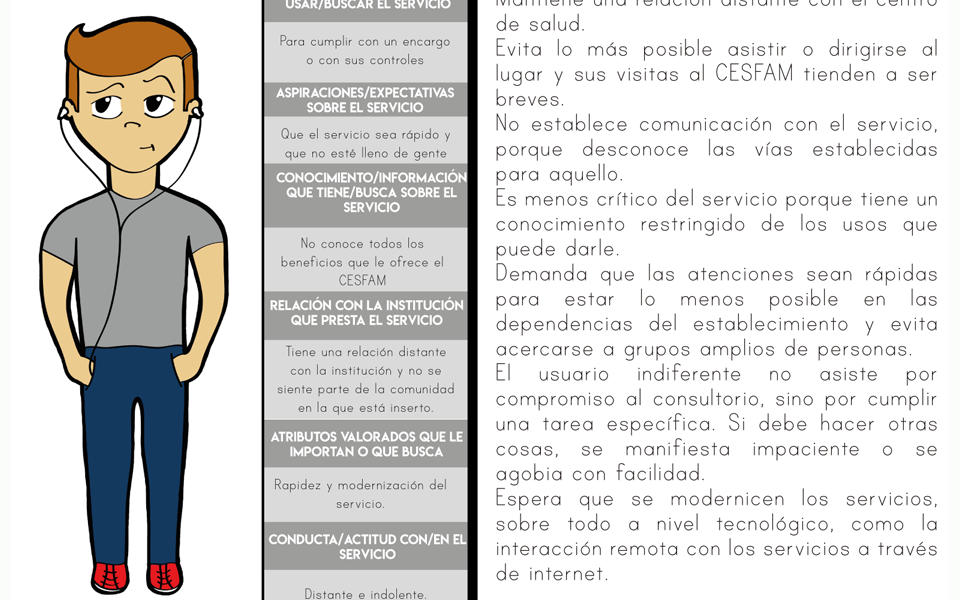 USAR/BUSCAR EL SERVICIO
Para cumplir con un encargo
o con sus controles
ASPIRACIONES/EXPECTATIVAS
SOBRE EL SERVICIO
Que el servicio sea rápido y
que no esté lleno de gente
CONOCIMIENTO/INFORMACIÓN
QUE TIENE/BUSCA SOBRE EL
SERVICIO
No conoce todos los
beneficios que le ofrece el
CESFAM
RELACIÓN CON LA INSTITUCIÓN
QUE PRESTA EL SERVICIO
Tiene una relación distante
con la institución y no se
siente parte de la comunidad
en la que está inserto.
ATRIBUTOS VALORADOS QUE LE
IMPORTAN O QUE BUSCA
Rapidez y modernización del
servicio.
CONDUCTA/ACTITUD CON/EN EL
SERVICIO
Distante e indolente.
Mantiene una relación distante con el centro
de salud.
Evita lo más posible asistir o dirigirse al
lugar y sus visitas al CESFAM tienden a ser
breves.
No establece comunicación con el servicio,
porque desconoce las vías establecidas
para aquello.
Es menos crítico del servicio porque tiene un
conocimiento restringido de los usos que
puede darle.
Demanda que las atenciones sean rápidas
para estar lo menos posible en las
dependencias del establecimiento y evita
acercarse a grupos amplios de personas.
El usuario indiferente no asiste por
compromiso al consultorio, sino por cumplir
una tarea específica. Si debe hacer otras
cosas, se manifiesta impaciente o se
agobia con facilidad.
Espera que se modernicen los servicios,
sobre todo a nivel tecnológico, como la
interacción remota con los servicios a través
de internet.